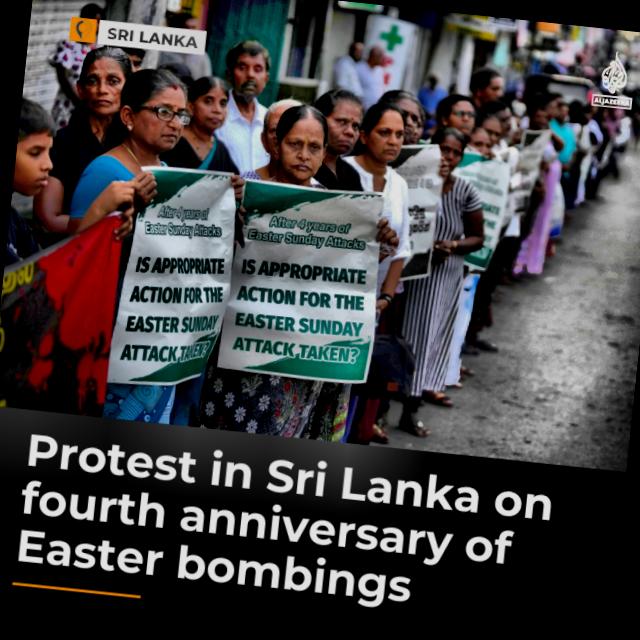 SRI LANKA
ALJAZEERA
After 4 years of
Easter Sunday Attacks
IS APPROPRIATE
ACTION FOR THE
EASTER SUNDAY
ATTACK TAKEN?
After 4 years of
Easter Sunday Attacks
IS APPROPRIATE
ACTION FOR THE
EASTER SUNDAY
ATTACK TAKEN?
Protest in Sri Lanka on
fourth anniversary of
Easter bombings